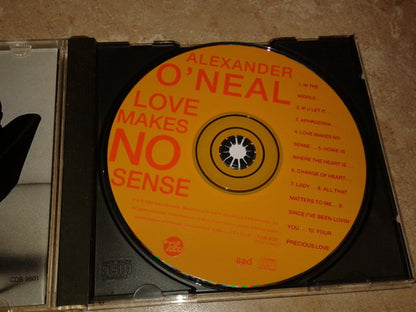 ALEXANDER
O'NEAL
LOVE
MAKES
NO
SENSE
1. IN THE
MIDDLE...
2. IF U LET IT...
3. APHRODISIA...
4. LOVE MAKES NO
SENSE... 5. HOME IS
WHERE THE HEART IS...
6. CHANGE OF HEART...
7. LADY... 8. ALL THAT
MATTERS TO ME... 9.
SINCE I'VE BEEN LOVIN'
YOU... 10. YOUR
PRECIOUS LOVE
CDB 9501